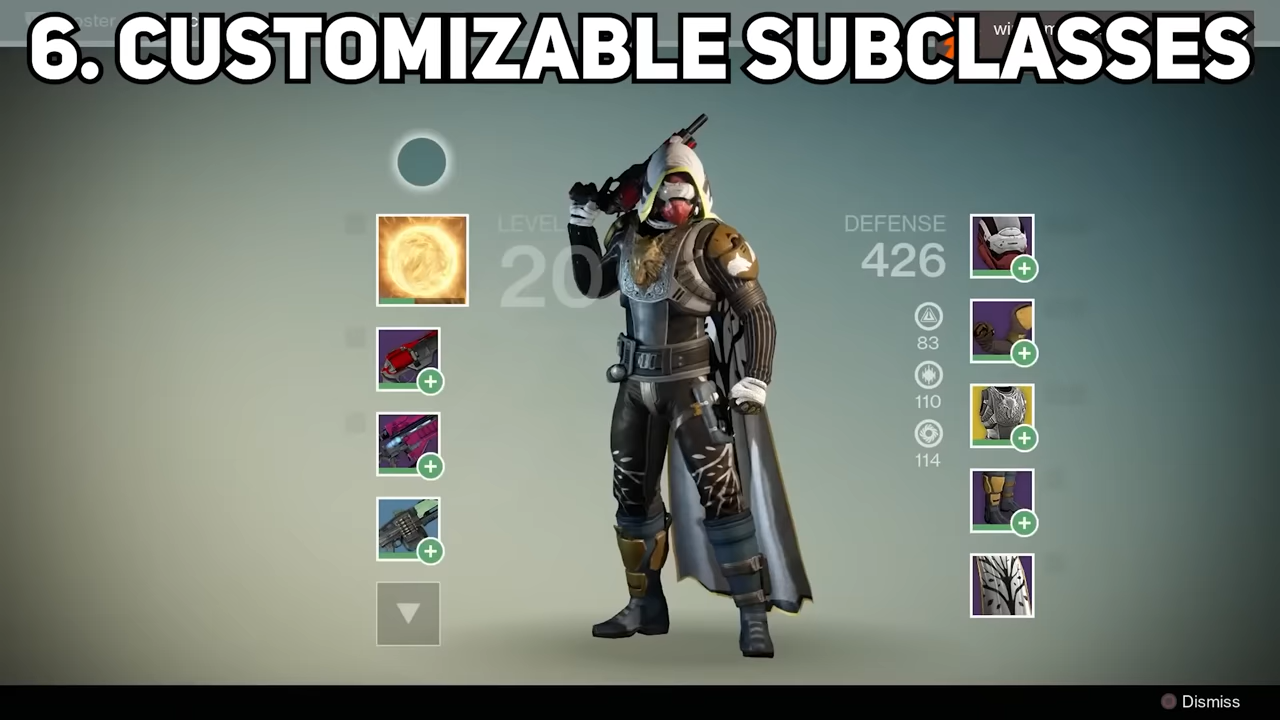 6. CUSTOMIZABLE SUBCLASSES
LEVEL
20
DEFENSE
426
83
110
114
Dismiss